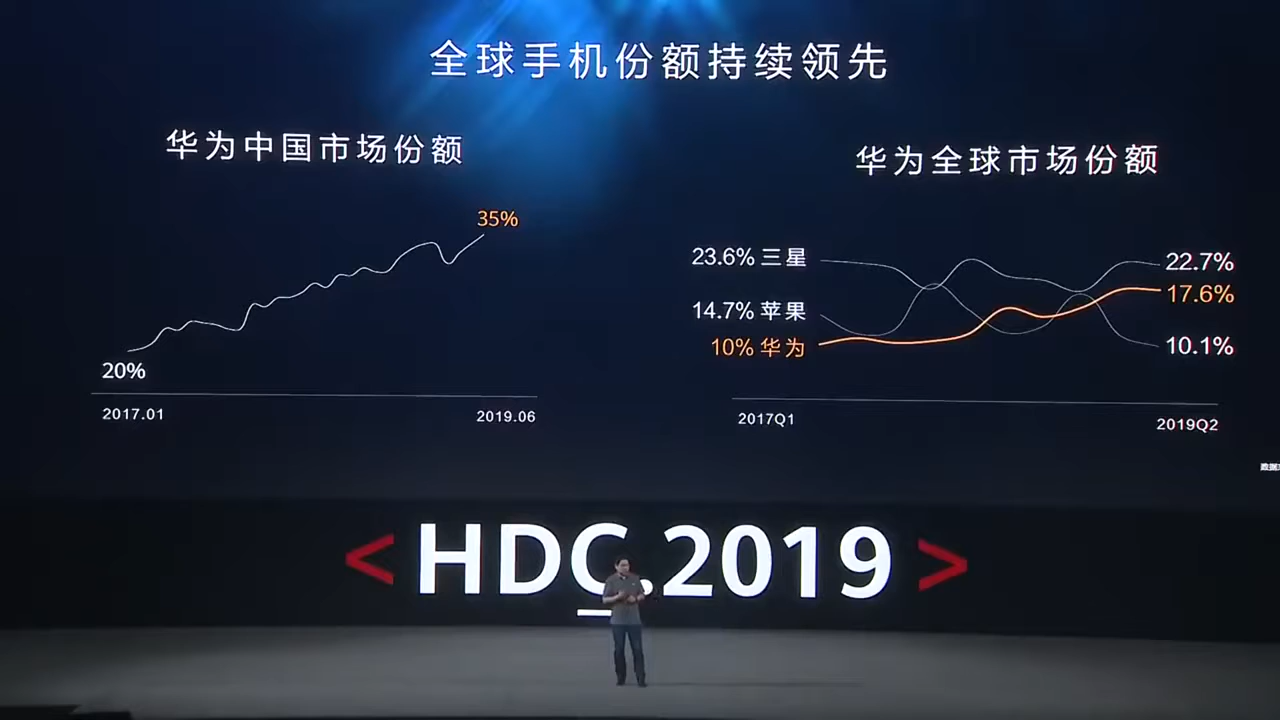 全球手机份额持续领先
华为中国市场份额
35%
20%
2017.01
2019.06
华为全球市场份额
23.6% 三星
22.7%
14.7% 苹果
17.6%
10% 华为
10.1%
2017Q1
2019Q2
数据
< HDC.2019 >